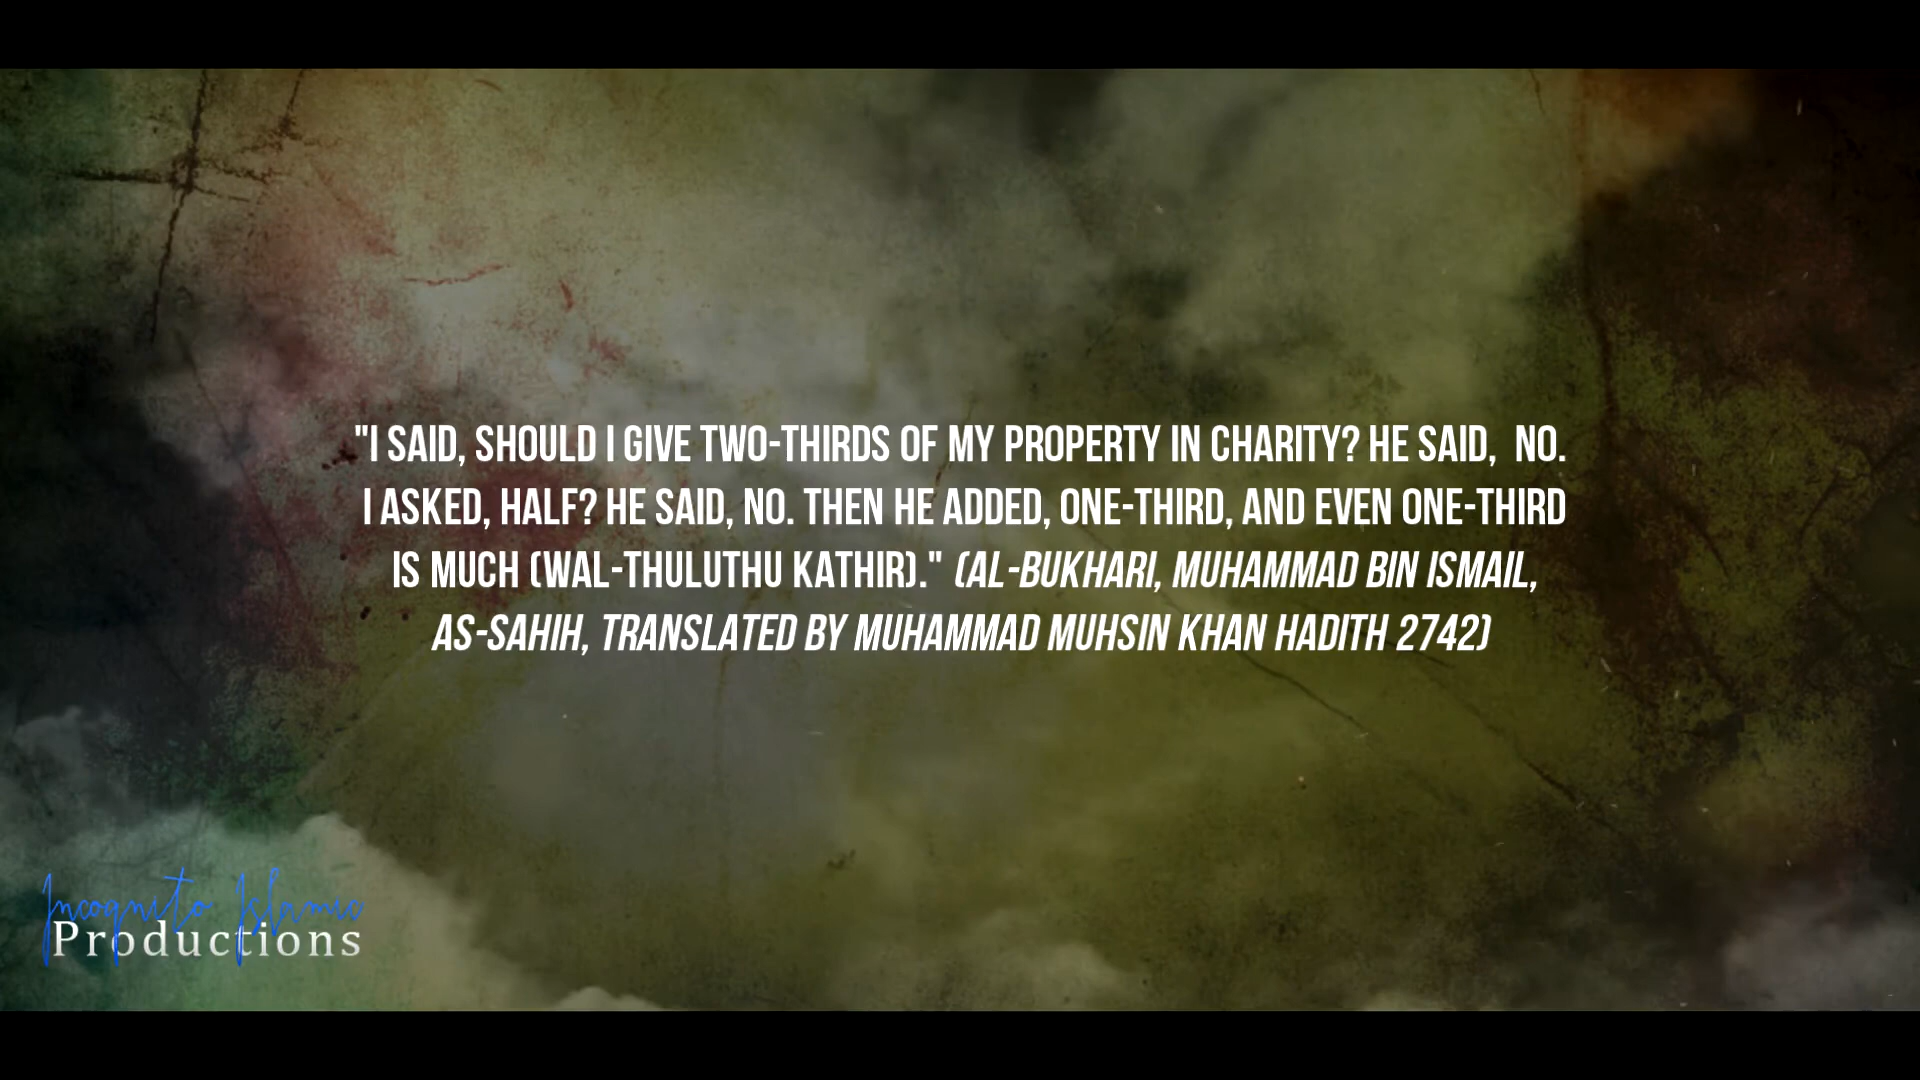 "I SAID, SHOULD I GIVE TWO-THIRDS OF MY PROPERTY IN CHARITY? HE SAID,  NO.
I ASKED, HALF? HE SAID, NO. THEN HE ADDED, ONE-THIRD, AND EVEN ONE-THIRD
IS MUCH (WAL-THULUTHU KATHIR)." (AL-BUKHARI, MUHAMMAD BIN ISMAIL,
AS-SAHIH, TRANSLATED BY MUHAMMAD MUHSIN KHAN HADITH 2742)
Incognito Islamic
Productions